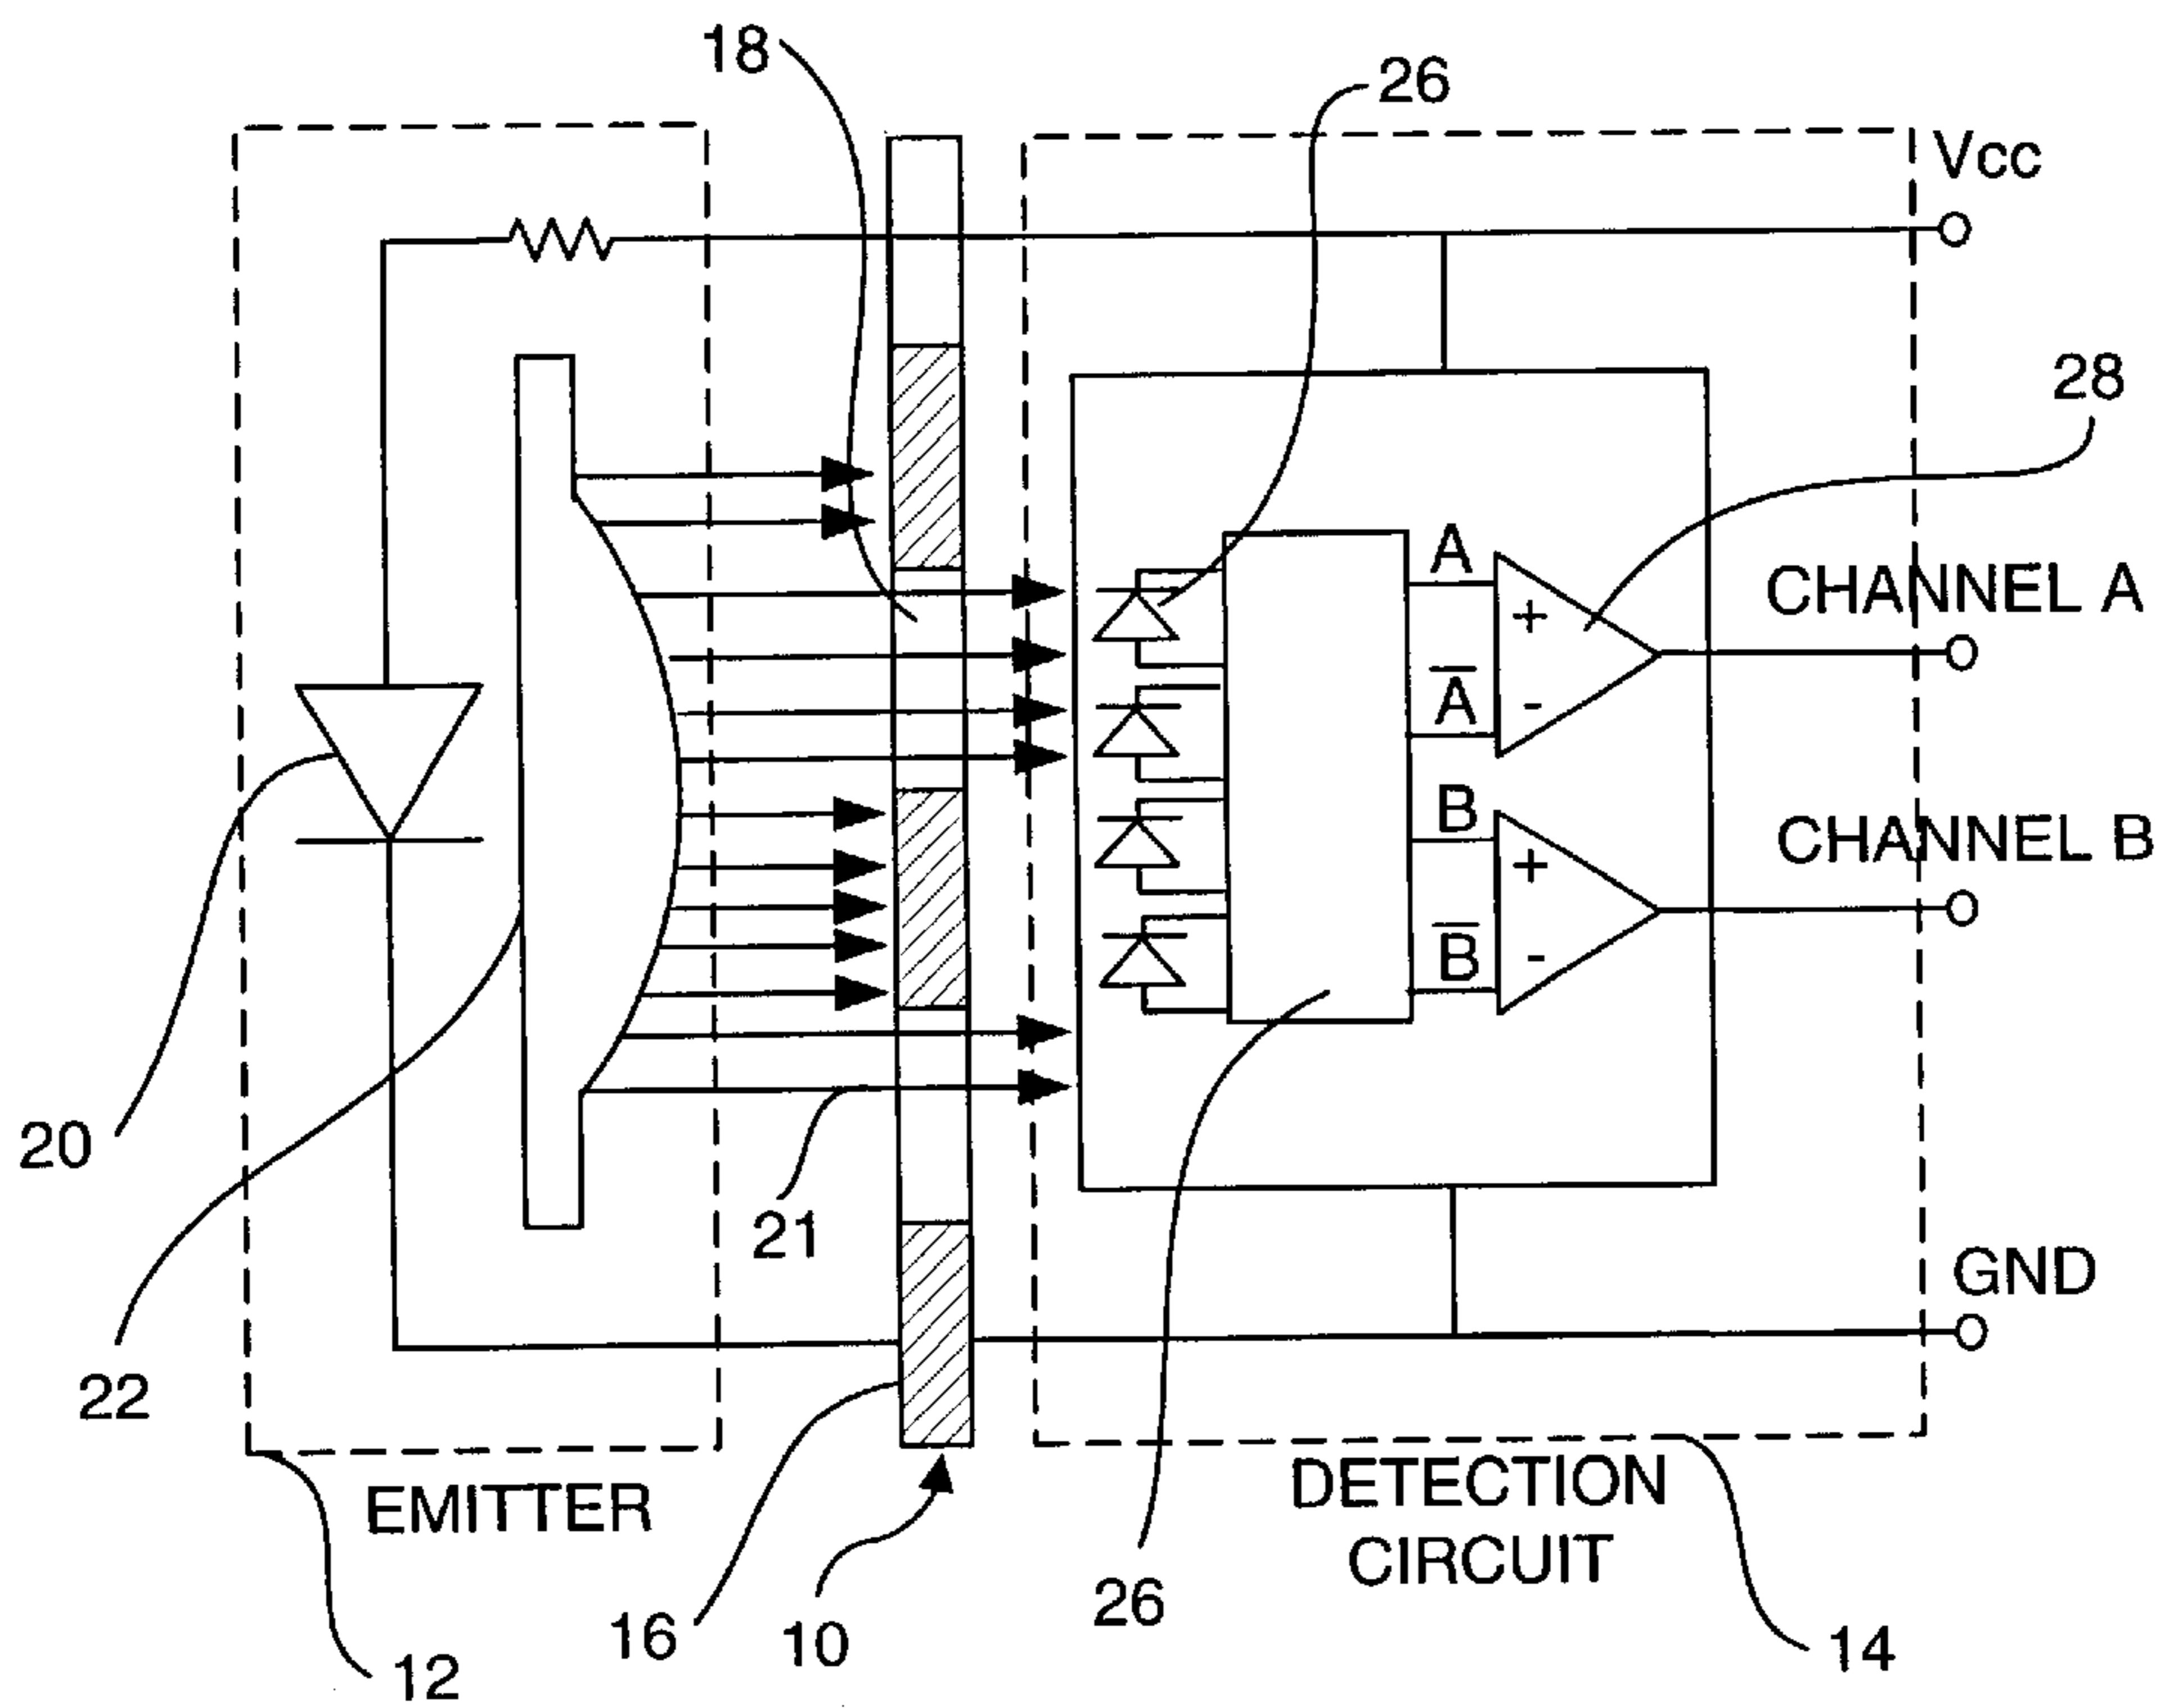 18
26
Vcc
28
A
CHANNEL A
+
A
-
B
CHANNEL B
+
B
-
20
21
GND
22
EMITTER
DETECTION
CIRCUIT
26
16
10
14
12